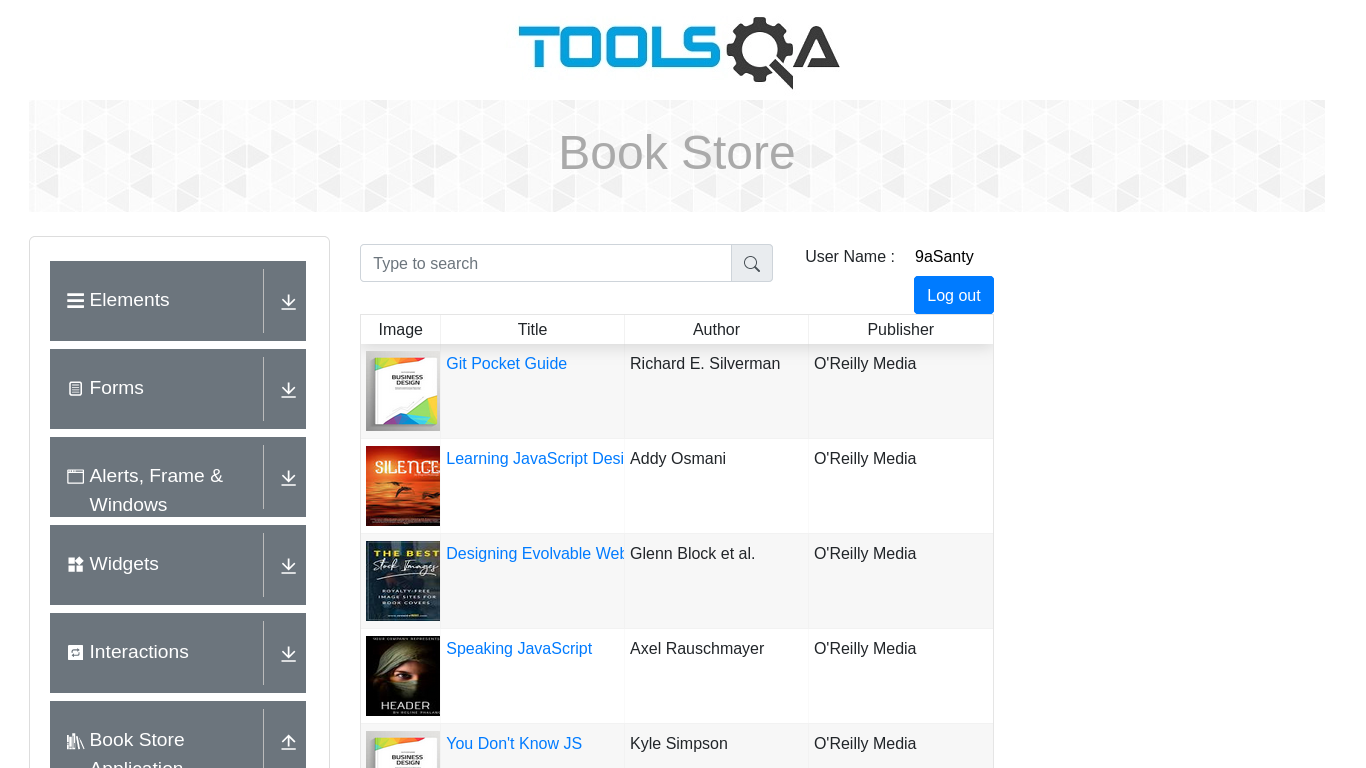 TOOLSQA
Book Store
Elements
Forms
Alerts, Frame &
Windows
Widgets
Interactions
Book Store
Application
Type to search
User Name : 9aSanty
Log out
Image Title Author Publisher
BUSINESS
DESIGN
Git Pocket Guide Richard E. Silverman O'Reilly Media
SILENCE
Learning JavaScript Desi Addy Osmani O'Reilly Media
THE BEST
Stock Images
ROYALTY-FREE
IMAGE SITES FOR
BOOK COVERS
Designing Evolvable Web Glenn Block et al. O'Reilly Media
HEADER
Speaking JavaScript Axel Rauschmayer O'Reilly Media
BUSINESS
DESIGN
You Don't Know JS Kyle Simpson O'Reilly Media